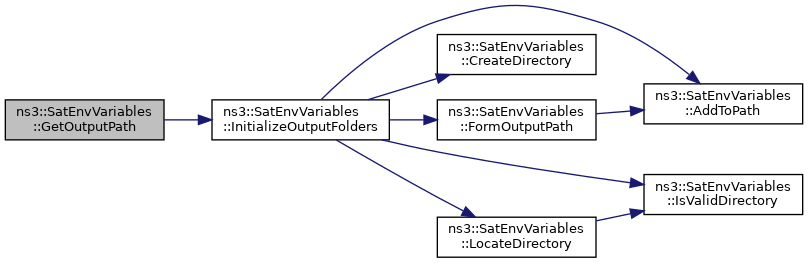 ns3::SatEnvVariables
::GetOutputPath
ns3::SatEnvVariables
::InitializeOutputFolders
ns3::SatEnvVariables
::CreateDirectory
ns3::SatEnvVariables
::FormOutputPath
ns3::SatEnvVariables
::LocateDirectory
ns3::SatEnvVariables
::AddToPath
ns3::SatEnvVariables
::IsValidDirectory